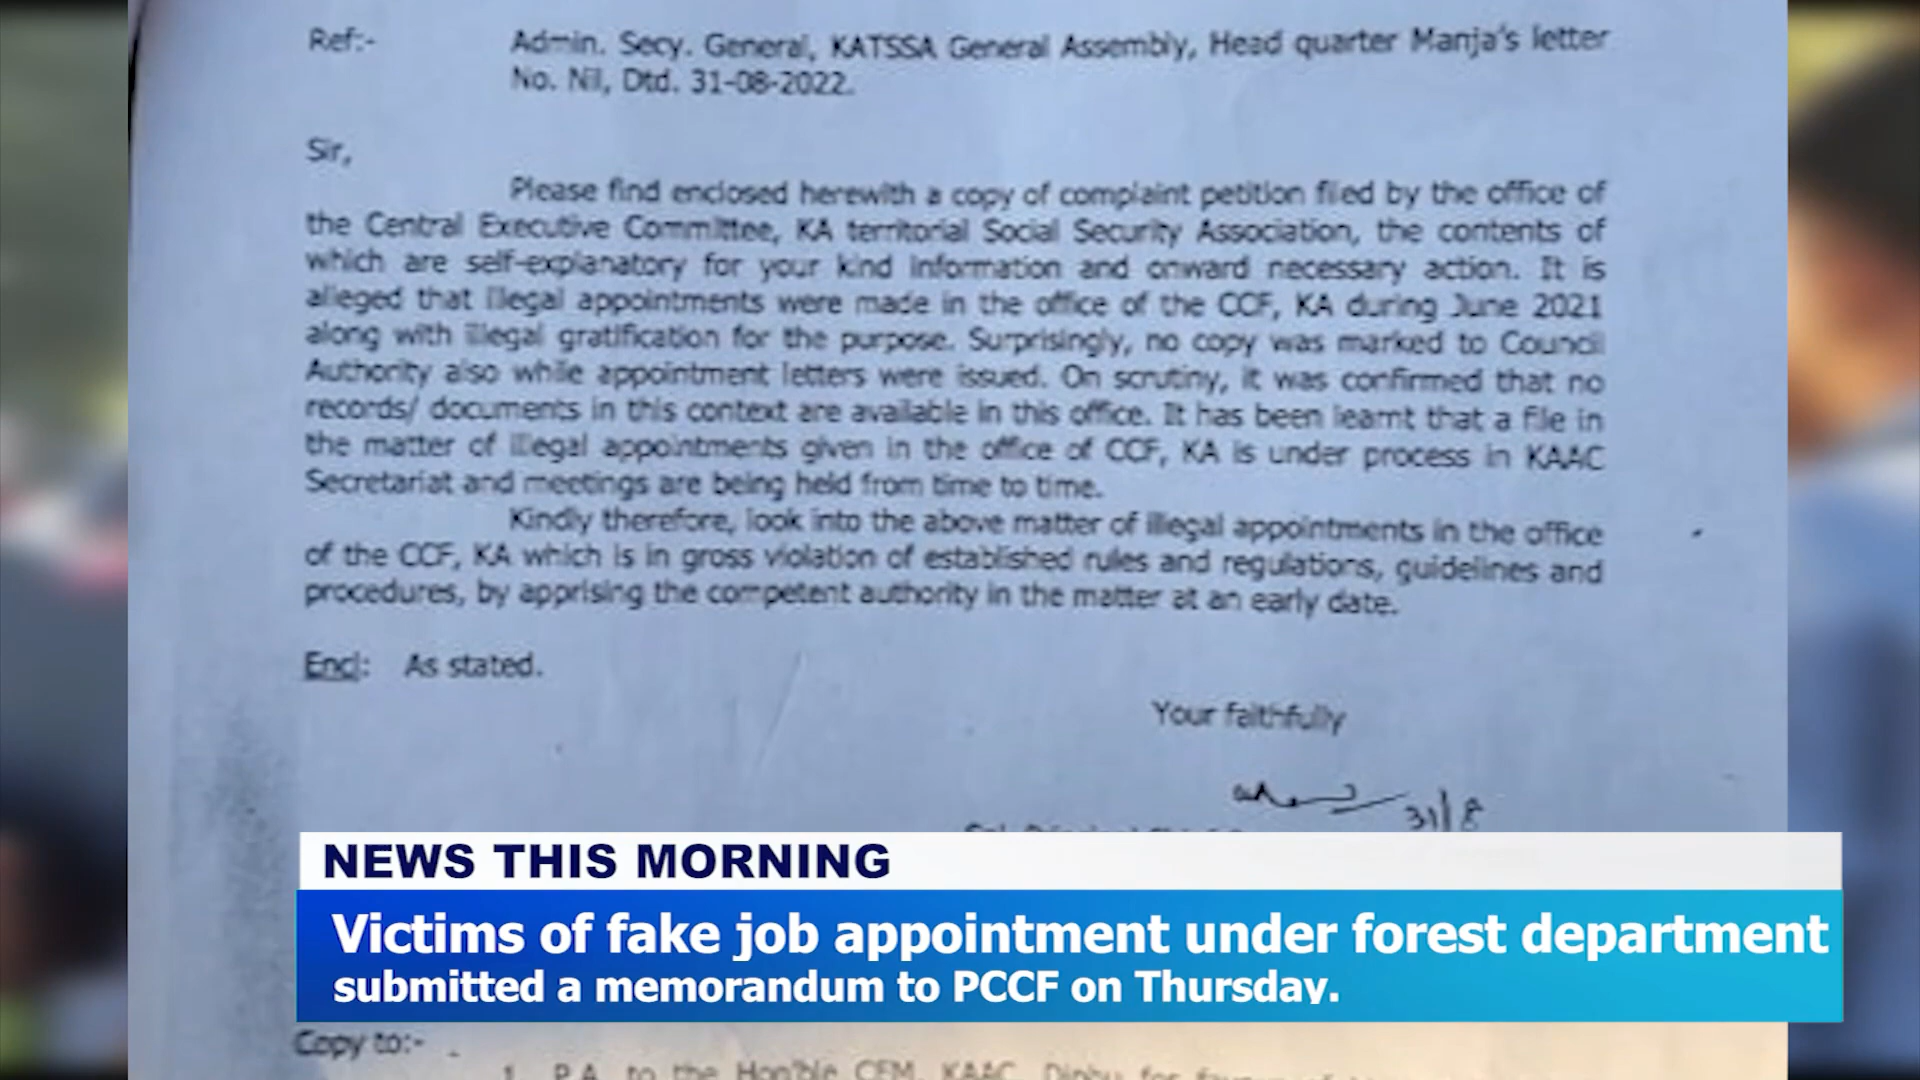 Ref:- Admin. Secy. General, KATSSA General Assembly, Head quarter Manja's letter
No. Nil, Dtd. 31-08-2022.
Sir,
Please find enclosed herewith a copy of complaint petition filed by the office of
the Central Executive Committee, KA territorial Social Security Association, the contents of
which are self-explanatory for your kind information and onward necessary action. It is
alleged that illegal appointments were made in the office of the CCF, KA during June 2021
along with illegal gratification for the purpose. Surprisingly, no copy was marked to Council
Authority also while appointment letters were issued. On scrutiny, it was confirmed that no
records/ documents in this context are available in this office. It has been learnt that a file in
the matter of illegal appointments given in the office of CCF, KA is under process in KAAC
Secretariat and meetings are being held from time to time.
Kindly therefore, look into the above matter of illegal appointments in the office
of the CCF, KA which is in gross violation of established rules and regulations, guidelines and
procedures, by apprising the competent authority in the matter at an early date.
Encl: As stated.
Your faithfully
31/8
NEWS THIS MORNING
Victims of fake job appointment under forest department
submitted a memorandum to PCCF on Thursday.
Copy to:-
1. P.A. to the Hon'ble CEM, KAAC, Diphu for favour of